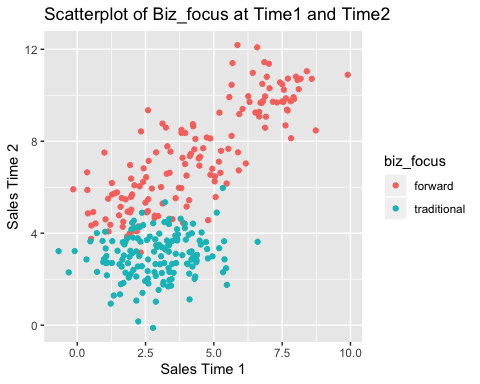 Scatterplot of Biz_focus at Time1 and Time2
12
8
4
0
Sales Time 2
0.0 2.5 5.0 7.5 10.0
Sales Time 1
biz_focus
forward
traditional